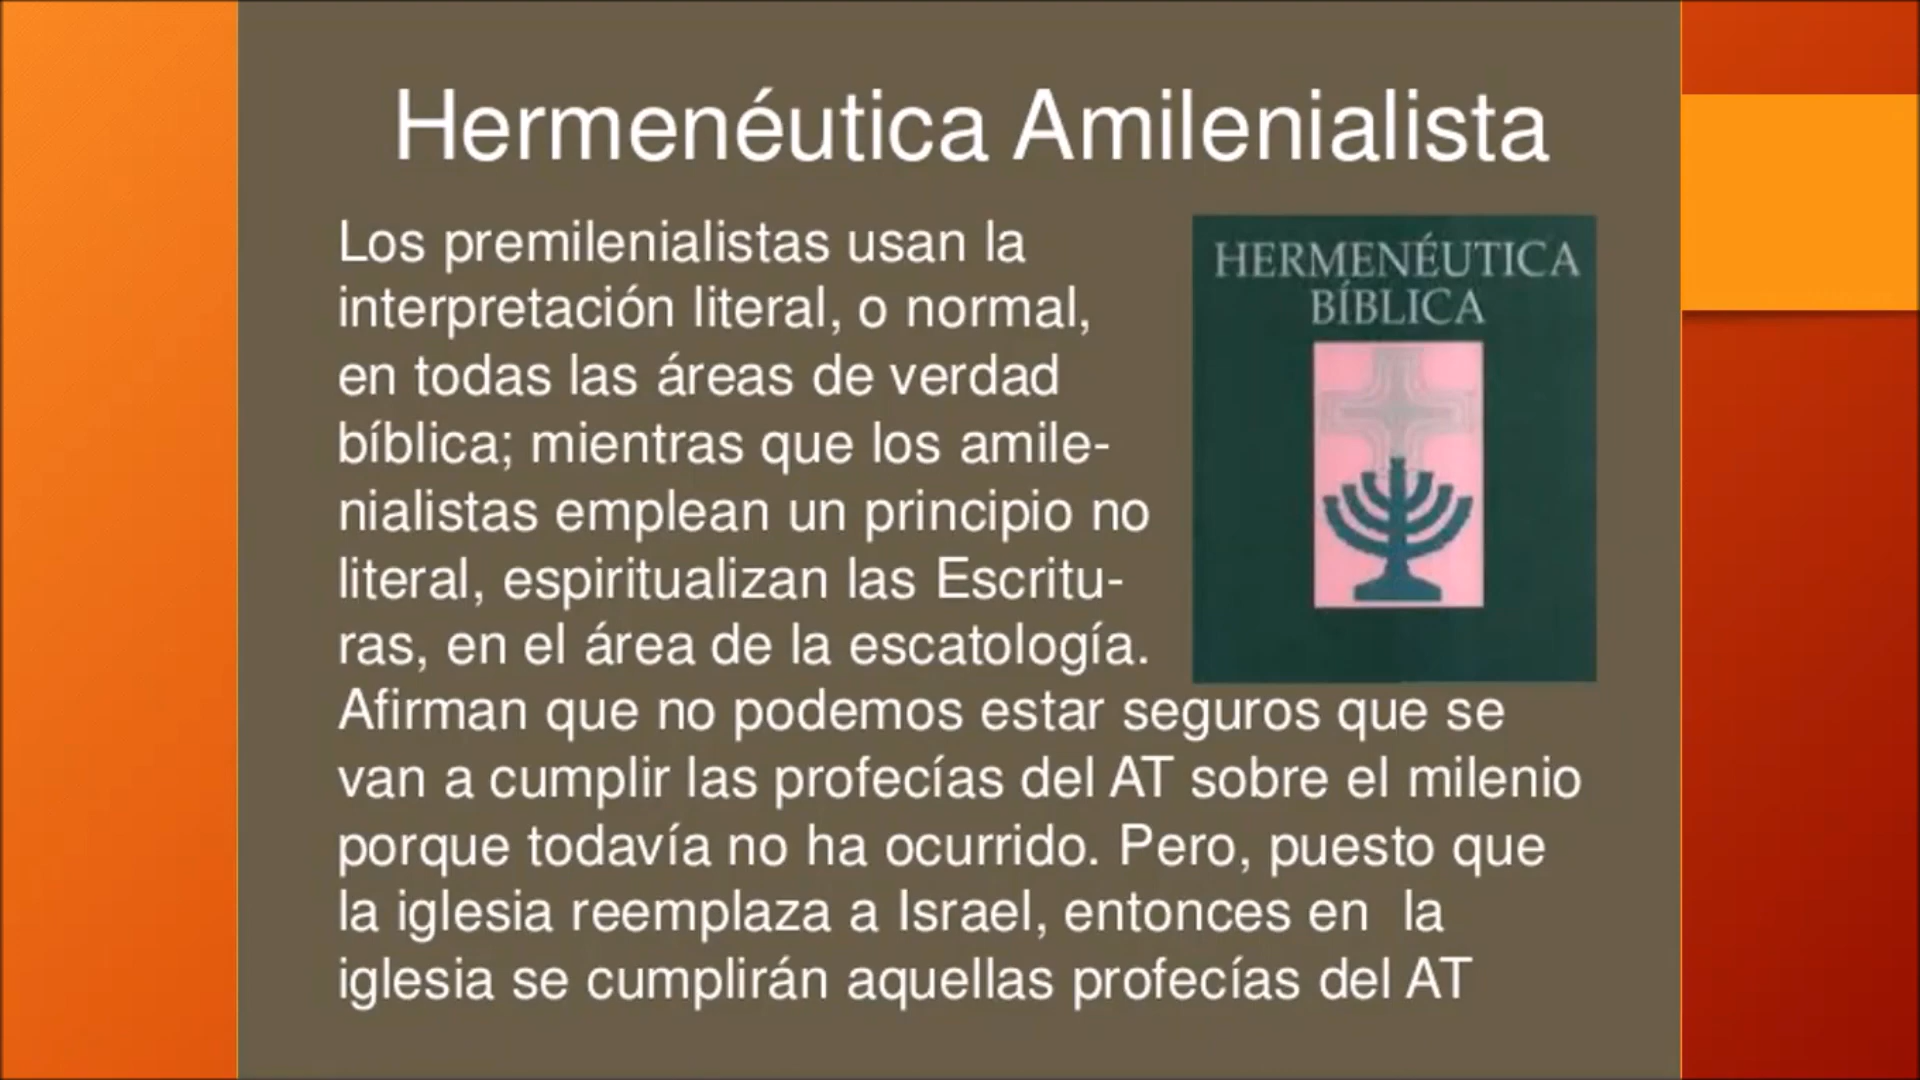 Hermenéutica Amilenialista
Los premilenialistas usan la
interpretación literal, o normal,
en todas las áreas de verdad
bíblica; mientras que los amile-
nialistas emplean un principio no
literal, espiritualizan las Escritu-
ras, en el área de la escatología.
Afirman que no podemos estar seguros que se
van a cumplir las profecías del AT sobre el milenio
porque todavía no ha ocurrido. Pero, puesto que
la iglesia reemplaza a Israel, entonces en  la
iglesia se cumplirán aquellas profecías del AT
HERMENÉUTICA
BÍBLICA